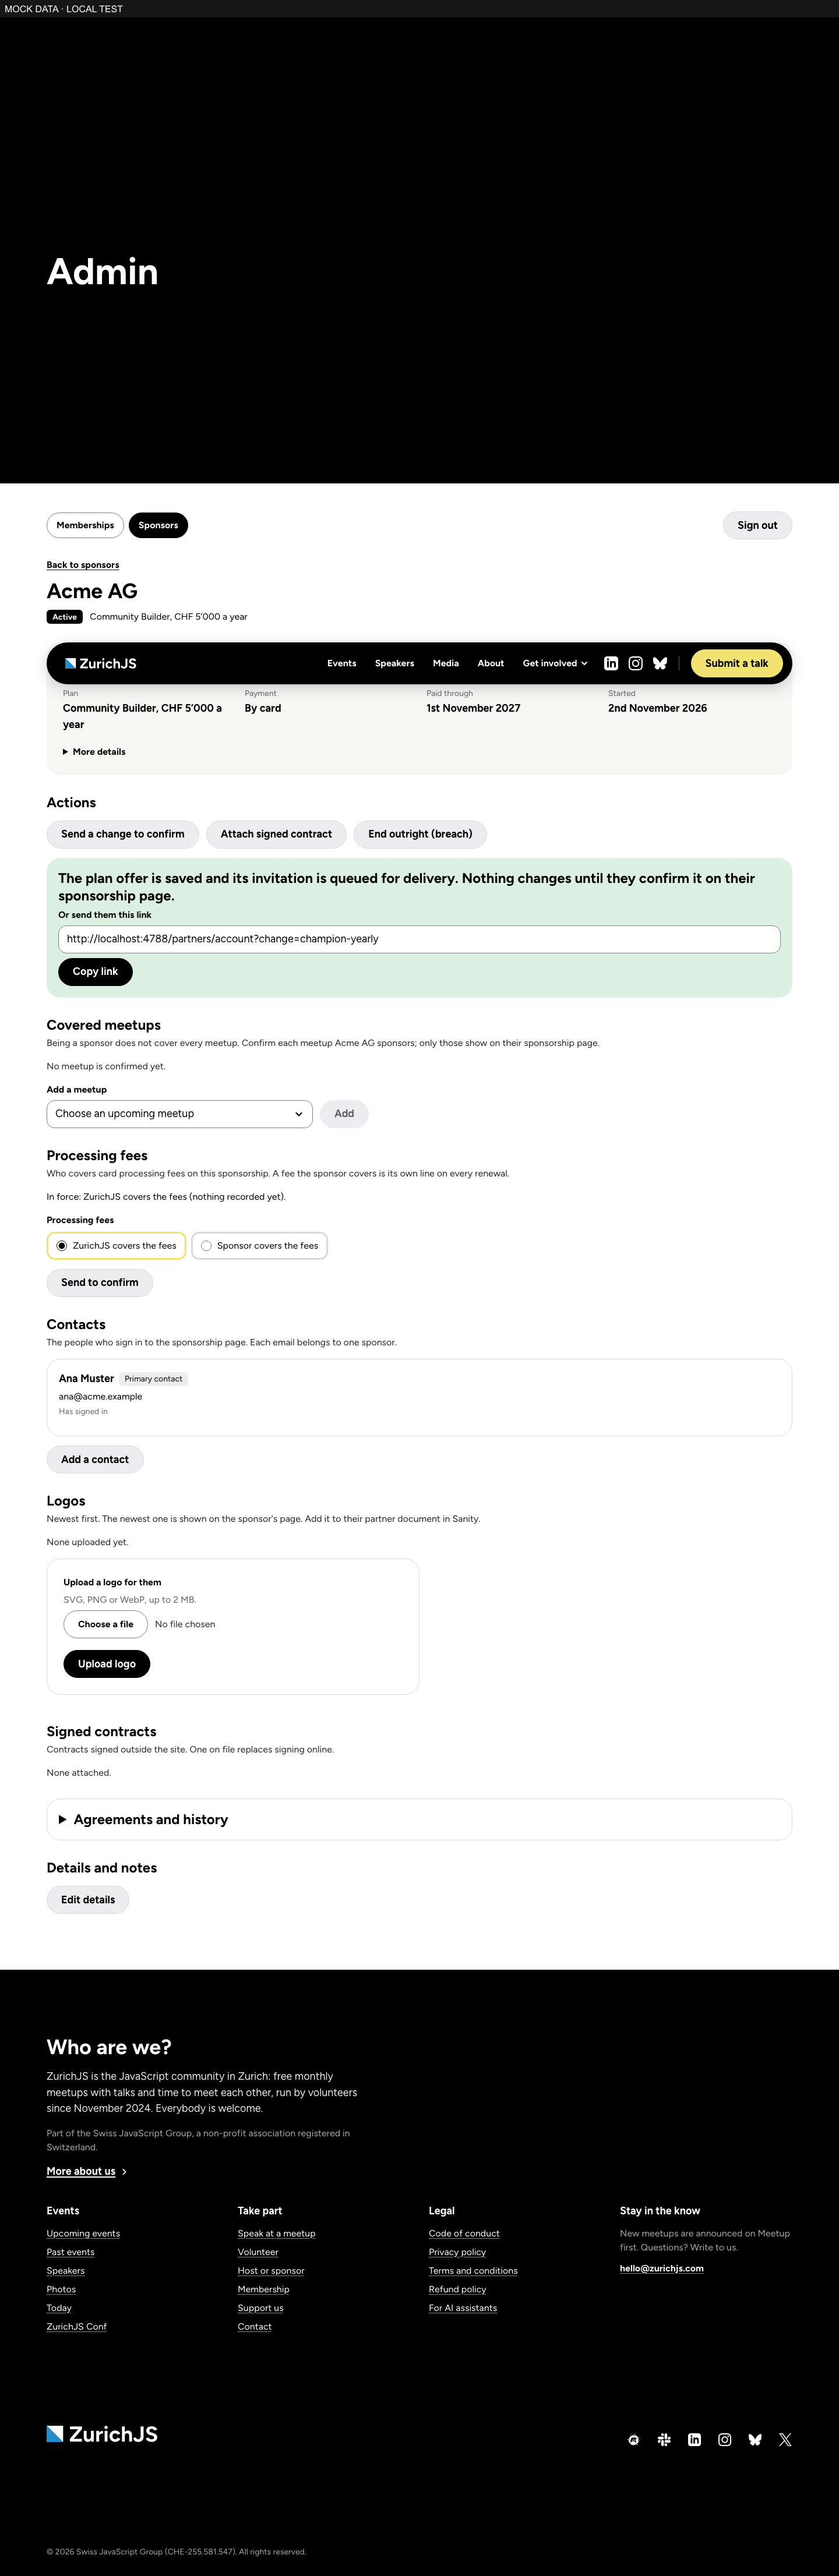 MOCK DATA · LOCAL TEST
Admin
Memberships
Sponsors
Sign out
Back to sponsors
Acme AG
Active
Community Builder, CHF 5’000 a year
ZurichJS
Events
Speakers
Media
About
Get involved
Submit a talk
Plan
Community Builder, CHF 5’000 a
year
Payment
By card
Paid through
1st November 2027
Started
2nd November 2026
More details
Actions
Send a change to confirm
Attach signed contract
End outright (breach)
The plan offer is saved and its invitation is queued for delivery. Nothing changes until they confirm it on their
sponsorship page.
Or send them this link
http://localhost:4788/partners/account?change=champion-yearly
Copy link
Covered meetups
Being a sponsor does not cover every meetup. Confirm each meetup Acme AG sponsors; only those show on their sponsorship page.
No meetup is confirmed yet.
Add a meetup
Choose an upcoming meetup
Add
Processing fees
Who covers card processing fees on this sponsorship. A fee the sponsor covers is its own line on every renewal.
In force: ZurichJS covers the fees (nothing recorded yet).
Processing fees
ZurichJS covers the fees
Sponsor covers the fees
Send to confirm
Contacts
The people who sign in to the sponsorship page. Each email belongs to one sponsor.
Ana Muster
Primary contact
ana@acme.example
Has signed in
Add a contact
Logos
Newest first. The newest one is shown on the sponsor's page. Add it to their partner document in Sanity.
None uploaded yet.
Upload a logo for them
SVG, PNG or WebP, up to 2 MB.
Choose a file
No file chosen
Upload logo
Signed contracts
Contracts signed outside the site. One on file replaces signing online.
None attached.
Agreements and history
Details and notes
Edit details
Who are we?
ZurichJS is the JavaScript community in Zurich: free monthly
meetups with talks and time to meet each other, run by volunteers
since November 2024. Everybody is welcome.
Part of the Swiss JavaScript Group, a non-profit association registered in
Switzerland.
More about us
Events
Upcoming events
Past events
Speakers
Photos
Today
ZurichJS Conf
Take part
Speak at a meetup
Volunteer
Host or sponsor
Membership
Support us
Contact
Legal
Code of conduct
Privacy policy
Terms and conditions
Refund policy
For AI assistants
Stay in the know
New meetups are announced on Meetup
first. Questions? Write to us.
hello@zurichjs.com
ZurichJS
© 2026 Swiss JavaScript Group (CHE-255.581.547). All rights reserved.